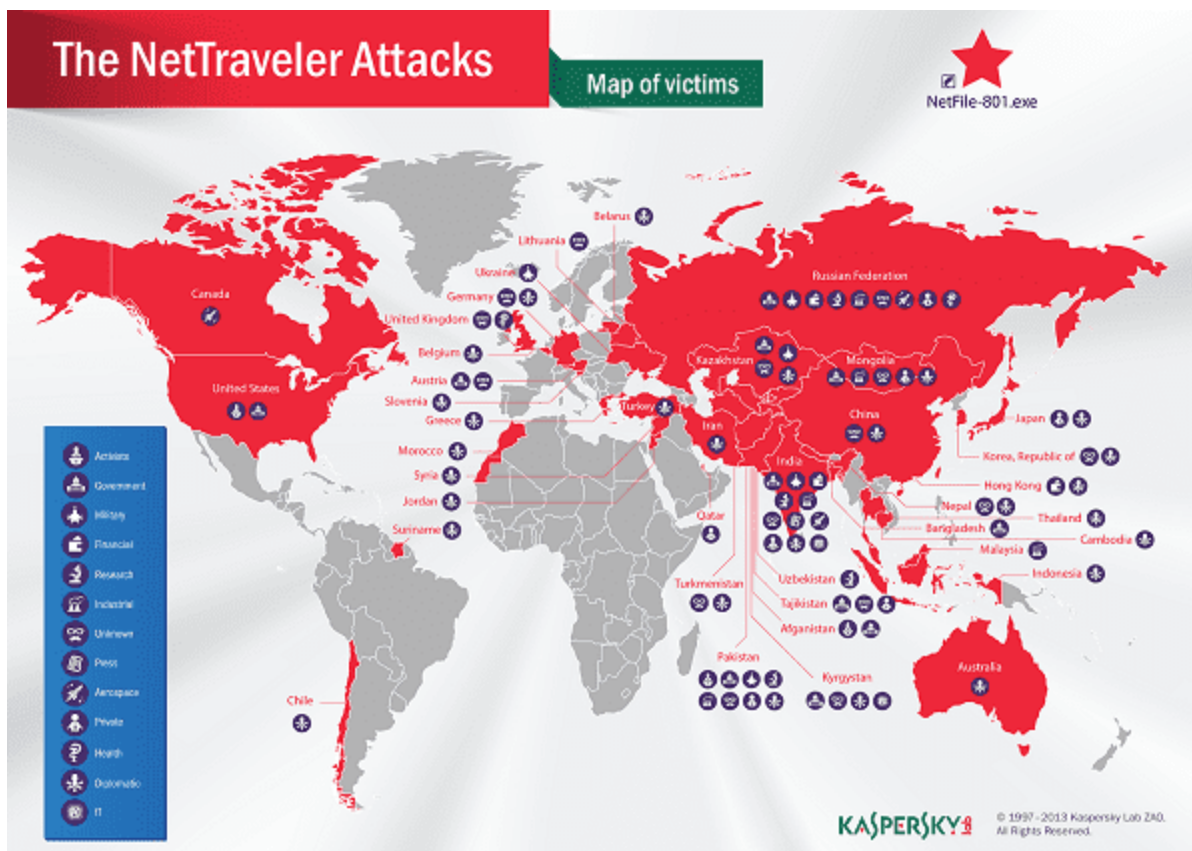 The NetTraveler Attacks
Map of victims
NetFile-801.exe
Belarus
Lithuania
Ukraine
Germany
United Kingdom
Belgium
Austria
Slovenia
Greece
Morocco
Syria
Jordan
Suriname
Canada
United States
Russian Federation
Kazakhstan
Mongolia
China
Turkey
Iran
India
Japan
Korea, Republic of
Hong Kong
Nepal
Thailand
Bangladesh
Cambodia
Malaysia
Indonesia
Qatar
Turkmenistan
Uzbekistan
Tajikistan
Afganistan
Pakistan
Kyrgystan
Australia
Chile
Activists
Government
Military
Financial
Research
Industrial
Unknown
Press
Aerospace
Private
Health
Diplomatic
IT
KASPERSKY LAB
© 1997-2013 Kaspersky Lab ZAO.
All Rights Reserved.